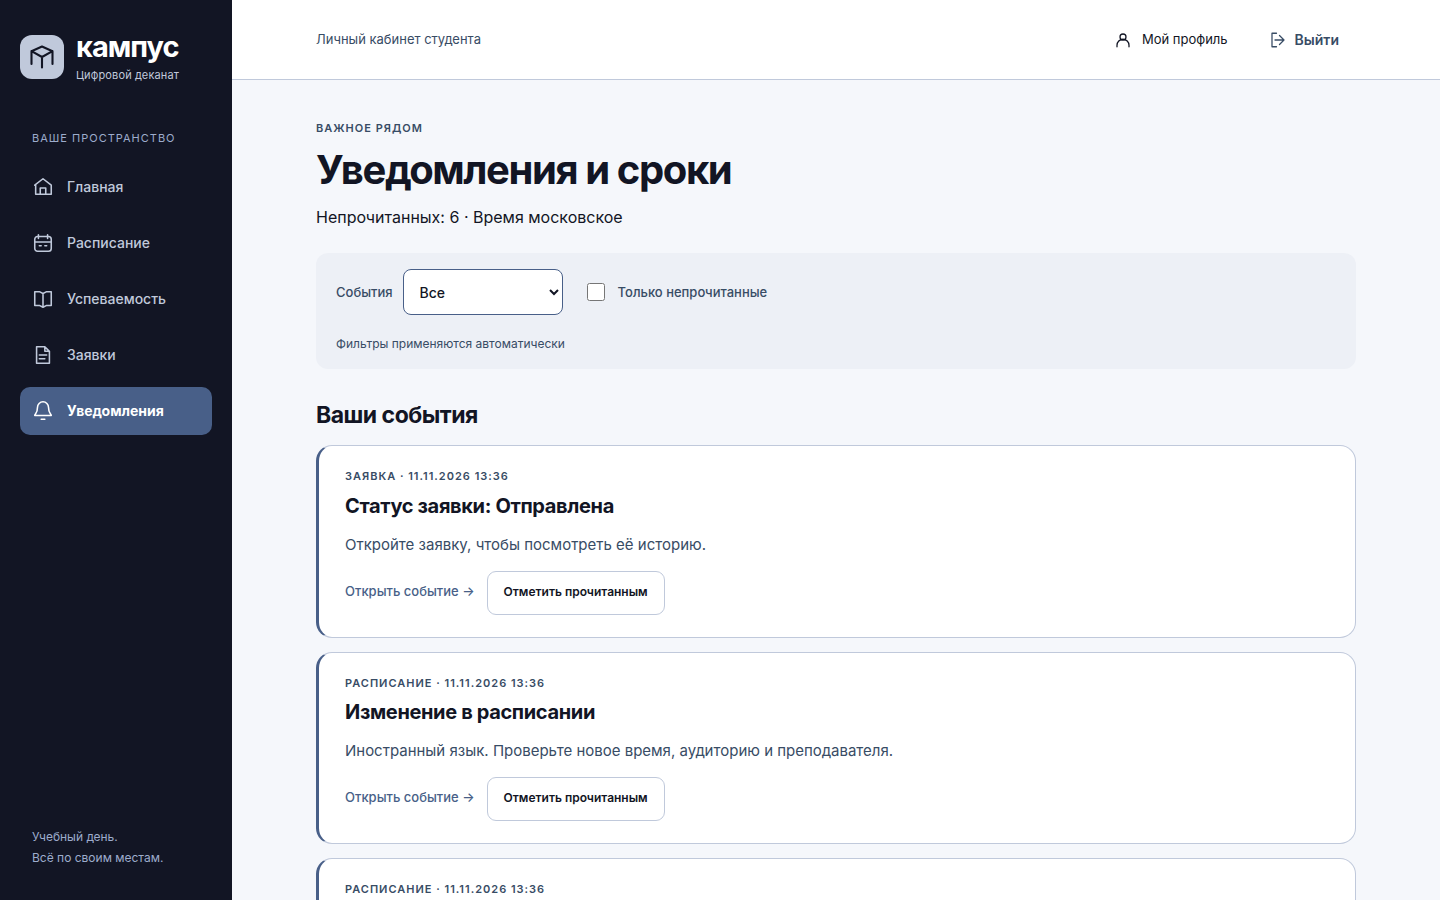 кампус
Цифровой деканат
ВАШЕ ПРОСТРАНСТВО
Главная
Расписание
Успеваемость
Заявки
Уведомления
Учебный день.
Всё по своим местам.
Личный кабинет студента
Мой профиль
Выйти
ВАЖНОЕ РЯДОМ
Уведомления и сроки
Непрочитанных: 6 · Время московское
События
Все
Только непрочитанные
Фильтры применяются автоматически
Ваши события
ЗАЯВКА · 11.11.2026 13:36
Статус заявки: Отправлена
Откройте заявку, чтобы посмотреть её историю.
Открыть событие →
Отметить прочитанным
РАСПИСАНИЕ · 11.11.2026 13:36
Изменение в расписании
Иностранный язык. Проверьте новое время, аудиторию и преподавателя.
Открыть событие →
Отметить прочитанным
РАСПИСАНИЕ · 11.11.2026 13:36